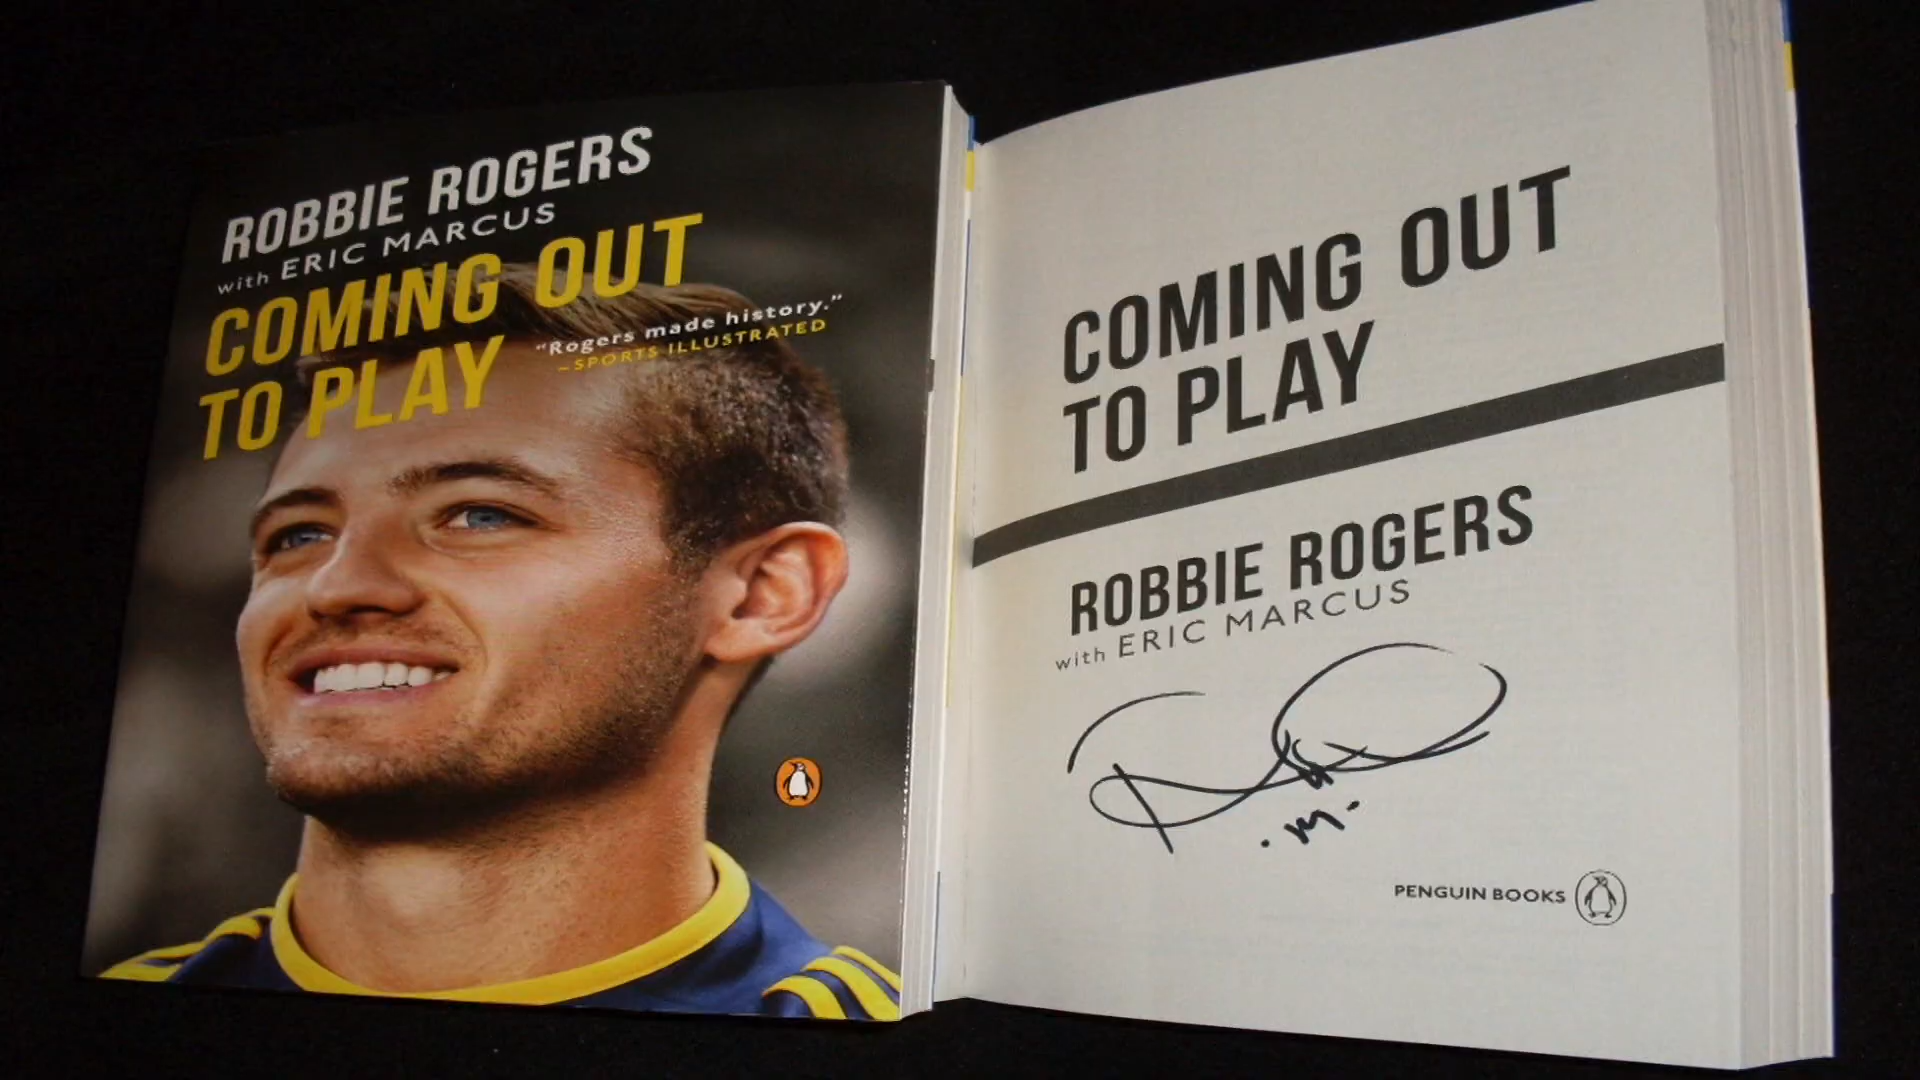 ROBBIE ROGERS
with ERIC MARCUS
COMING OUT
TO PLAY
“Rogers made history.”
–SPORTS ILLUSTRATED
COMING OUT
TO PLAY
ROBBIE ROGERS
with ERIC MARCUS
PENGUIN BOOKS